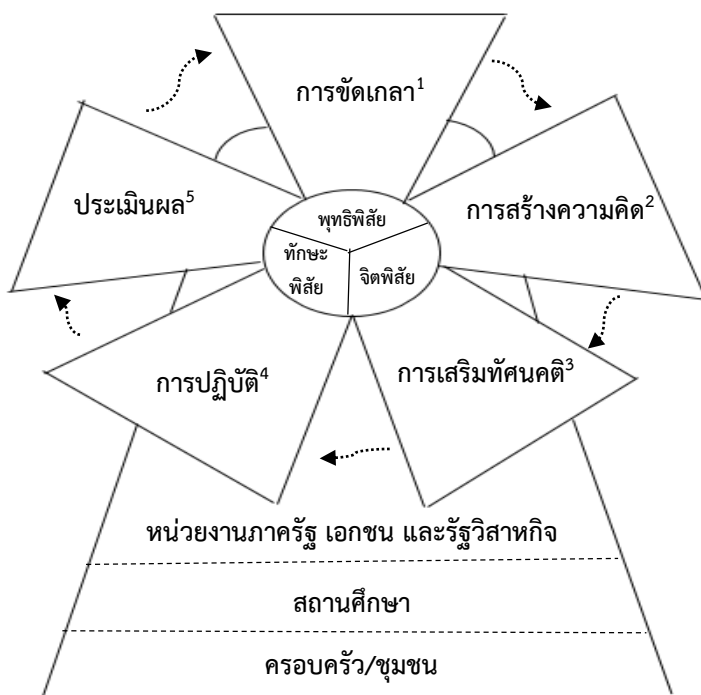 การขัดเกลา¹
ประเมินผล⁵
การสร้างความคิด²
พุทธิพิสัย
ทักษะ
พิสัย
จิตพิสัย
การปฏิบัติ⁴
การเสริมทัศนคติ³
หน่วยงานภาครัฐ เอกชน และรัฐวิสาหกิจ
สถานศึกษา
ครอบครัว/ชุมชน